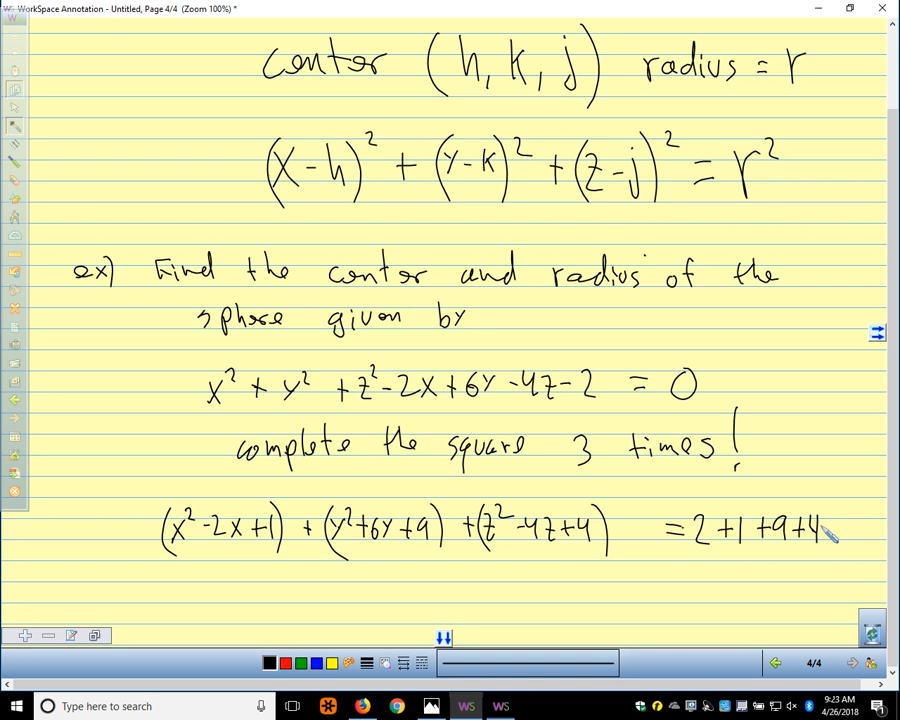 WorkSpace Annotation - Untitled, Page 4/4 (Zoom 100%) *
center (h, k, j) radius = r
(x - h)² + (y - k)² + (z - j)² = r²
ex) Find the center and radius of the
sphere given by
x² + y² + z² - 2x + 6y - 4z - 2 = 0
complete the square 3 times!
(x² - 2x + 1) + (y² + 6y + 9) + (z² - 4z + 4) = 2 + 1 + 9 + 4
4/4
Type here to search
WS WS
9:23 AM
4/26/2018